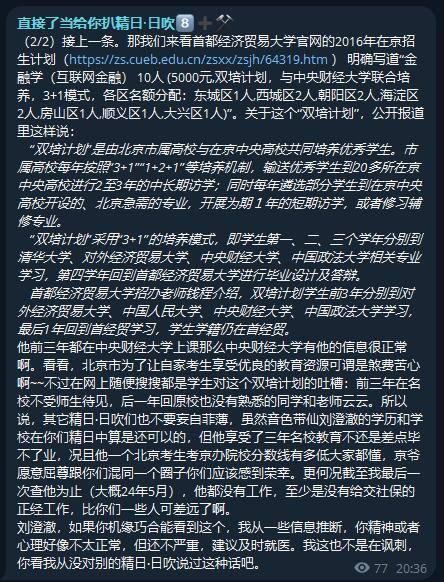 直接了当给你扒精日·日吹8️⃣➕⚒
（2/2）接上一条。那我们来看首都经济贸易大学官网的2016年在京招
生计划（https://zs.cueb.edu.cn/zsxx/zsjh/64319.htm ）明确写道“金
融学（互联网金融） 10人 (5000元,双培计划，与中央财经大学联合培
养，3+1模式，各区名额分配：东城区1人,西城区2人,朝阳区2人,海淀区
2人,房山区1人,顺义区1人,大兴区1人)”。关于这个“双培计划”，公开报道
里这样说：
“双培计划”是由北京市属高校与在京中央高校共同培养优秀学生。市
属高校每年按照“3+1”“1+2+1”等培养机制，输送优秀学生到20多所在京
中央高校进行2至3年的中长期访学；同时每年遴选部分学生到在京中央
高校开设的、北京急需的专业，开展为期１年的短期访学，或者修习辅
修专业。
“双培计划”采用“3+1”的培养模式，即学生第一、二、三个学年分别到
清华大学、对外经济贸易大学、中央财经大学、中国政法大学相关专业
学习，第四学年回到首都经济贸易大学进行毕业设计及答辩。
首都经济贸易大学招办老师钱程介绍，双培计划学生前3年分别到对
外经济贸易大学、中国人民大学、中央财经大学、中国政法大学学习，
最后1年回到首经贸学习，学生学籍仍在首经贸。
他前三年都在中央财经大学上课那么中央财经大学有他的信息很正常
啊。看看，北京市为了让自家考生享受优良的教育资源可谓是煞费苦心
啊~~不过在网上随便搜搜都是学生对这个双培计划的吐槽：前三年在名
校不受师生待见，后一年回原校也没有熟悉的同学和老师云云。所以
说，其它精日·日吹们也不要妄自菲薄，虽然音色带仙刘澄澈的学历和学
校在你们精日中算是还可以的，但他享受了三年名校教育还不是差点毕
不了业，况且他一个北京考生考京办院校分数线有多低大家都懂，京爷
愿意屈尊跟你们混同一个圈子你们应该感到荣幸。更何况截至我最后一
次查他为止（大概24年5月），他都没有工作，至少是没有给交社保的
正经工作，比你们一些人可差远了啊。
刘澄澈，如果你机缘巧合能看到这个，我从一些信息推断，你精神或者
心理好像不太正常，但还不严重，建议及时就医。我这也不是在讽刺，
你看我从没对别的精日·日吹说过这种话吧。
77 20:36